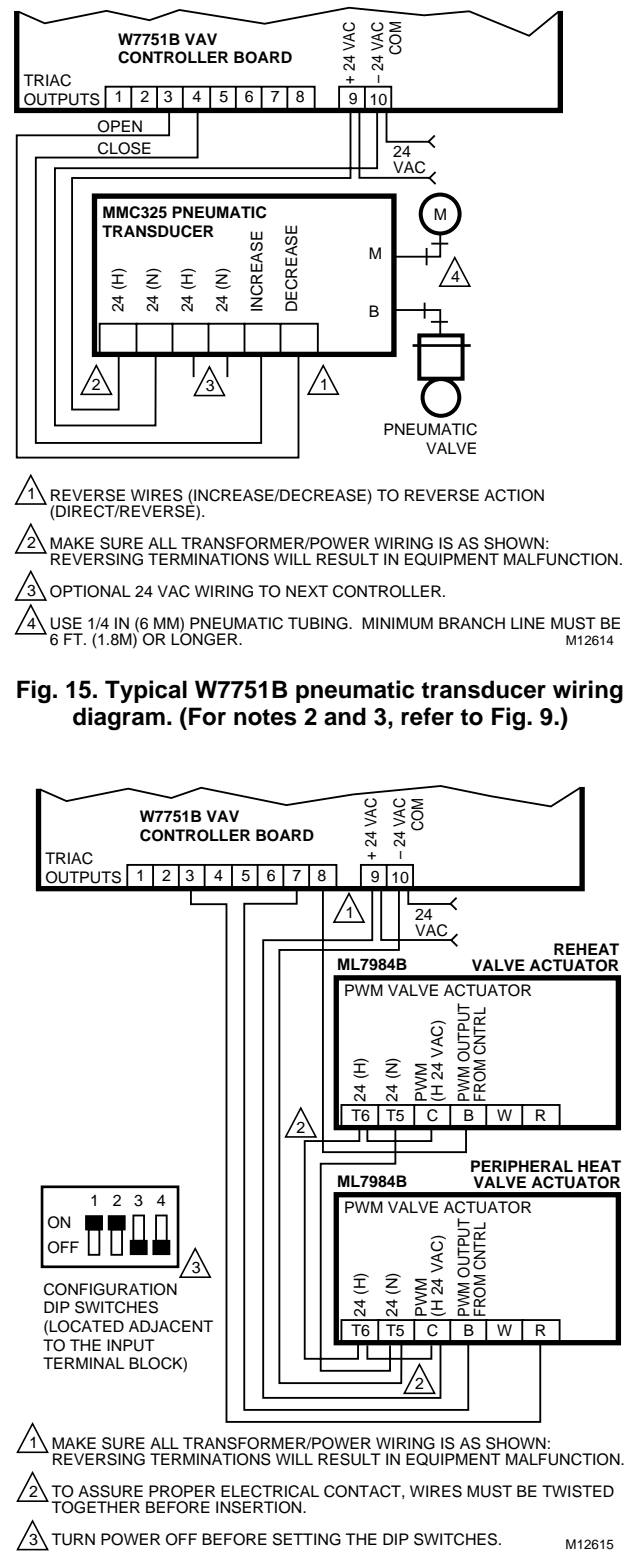 W7751B VAV
CONTROLLER BOARD
+ 24 VAC
– 24 VAC
COM
TRIAC
OUTPUTS 1 2 3 4 5 6 7 8 9 10
OPEN
CLOSE
24
VAC
MMC325 PNEUMATIC
TRANSDUCER
24 (H)
24 (N)
24 (H)
24 (N)
INCREASE
DECREASE
M
M
B
4
2
3
1
PNEUMATIC
VALVE
1 REVERSE WIRES (INCREASE/DECREASE) TO REVERSE ACTION
(DIRECT/REVERSE).
2 MAKE SURE ALL TRANSFORMER/POWER WIRING IS AS SHOWN:
REVERSING TERMINATIONS WILL RESULT IN EQUIPMENT MALFUNCTION.
3 OPTIONAL 24 VAC WIRING TO NEXT CONTROLLER.
4 USE 1/4 IN (6 MM) PNEUMATIC TUBING. MINIMUM BRANCH LINE MUST BE
6 FT. (1.8M) OR LONGER.
M12614
Fig. 15. Typical W7751B pneumatic transducer wiring
diagram. (For notes 2 and 3, refer to Fig. 9.)
W7751B VAV
CONTROLLER BOARD
+ 24 VAC
– 24 VAC
COM
TRIAC
OUTPUTS 1 2 3 4 5 6 7 8 9 10
1
24
VAC
ML7984B
REHEAT
VALVE ACTUATOR
PWM VALVE ACTUATOR
24 (H)
24 (N)
PWM
(H 24 VAC)
PWM OUTPUT
FROM CNTRL
T6 T5 C B W R
2
ML7984B
PERIPHERAL HEAT
VALVE ACTUATOR
PWM VALVE ACTUATOR
24 (H)
24 (N)
PWM
(H 24 VAC)
PWM OUTPUT
FROM CNTRL
T6 T5 C B W R
2
1 2 3 4
ON
OFF
3
CONFIGURATION
DIP SWITCHES
(LOCATED ADJACENT
TO THE INPUT
TERMINAL BLOCK)
1 MAKE SURE ALL TRANSFORMER/POWER WIRING IS AS SHOWN:
REVERSING TERMINATIONS WILL RESULT IN EQUIPMENT MALFUNCTION.
2 TO ASSURE PROPER ELECTRICAL CONTACT, WIRES MUST BE TWISTED
TOGETHER BEFORE INSERTION.
3 TURN POWER OFF BEFORE SETTING THE DIP SWITCHES.
M12615